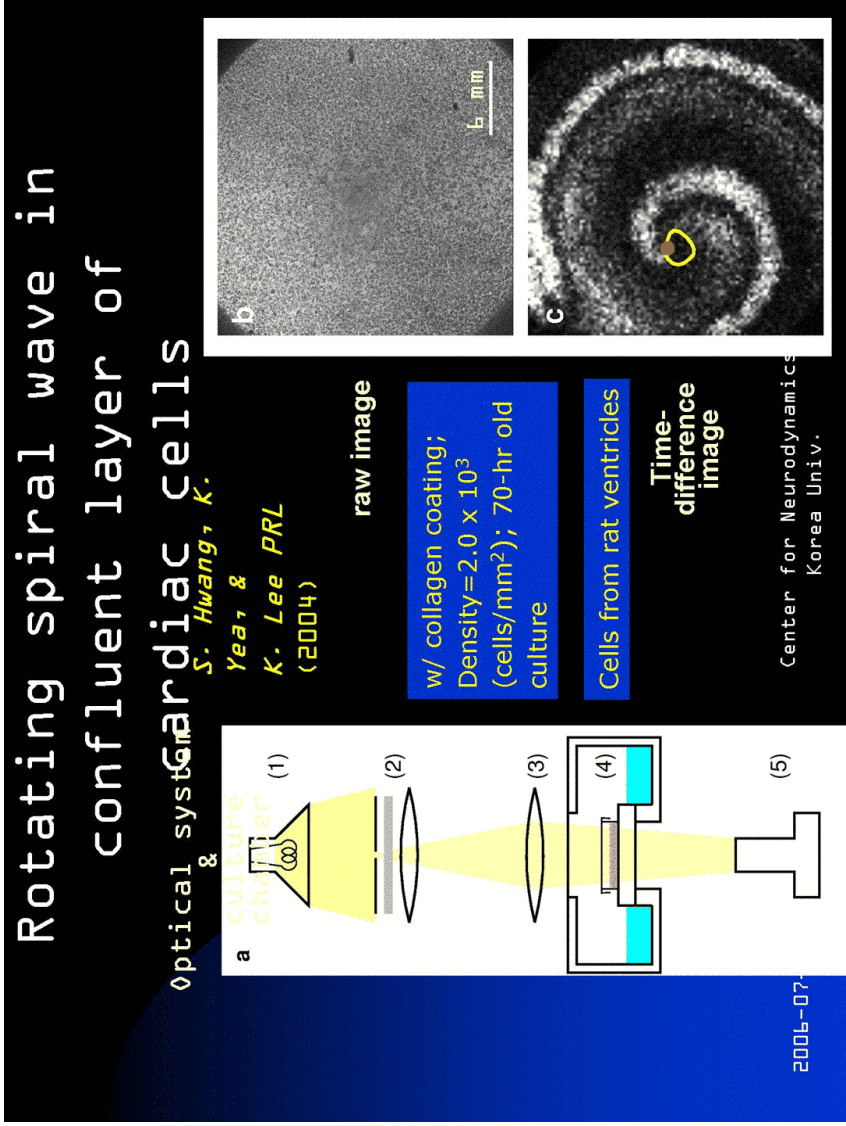 Rotating spiral wave in
confluent layer of
cardiac cells
Optical system
&
culture
chamber
S. Hwang, K.
Yea, &
K. Lee PRL
(2004)
a
(1)
(2)
(3)
(4)
(5)
raw image
w/ collagen coating;
Density=2.0 x 10³
(cells/mm²); 70-hr old
culture
Cells from rat ventricles
Time-
difference
image
b
6 mm
c
2006-07-
Center for Neurodynamics
Korea Univ.